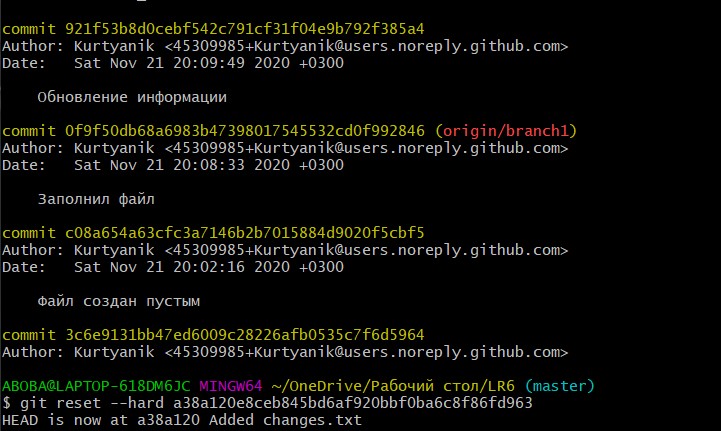 commit 921f53b8d0cebf542c791cf31f04e9b792f385a4
Author: Kurtyanik <45309985+Kurtyanik@users.noreply.github.com>
Date:   Sat Nov 21 20:09:49 2020 +0300
Обновление информации
commit 0f9f50db68a6983b47398017545532cd0f992846 (origin/branch1)
Author: Kurtyanik <45309985+Kurtyanik@users.noreply.github.com>
Date:   Sat Nov 21 20:08:33 2020 +0300
Заполнил файл
commit c08a654a63cfc3a7146b2b7015884d9020f5cbf5
Author: Kurtyanik <45309985+Kurtyanik@users.noreply.github.com>
Date:   Sat Nov 21 20:02:16 2020 +0300
Файл создан пустым
commit 3c6e9131bb47ed6009c28226afb0535c7f6d5964
Author: Kurtyanik <45309985+Kurtyanik@users.noreply.github.com>
ABOBA@LAPTOP-618DM6JC MINGW64 ~/OneDrive/Рабочий стол/LR6 (master)
$ git reset --hard a38a120e8ceb845bd6af920bbf0ba6c8f86fd963
HEAD is now at a38a120 Added changes.txt